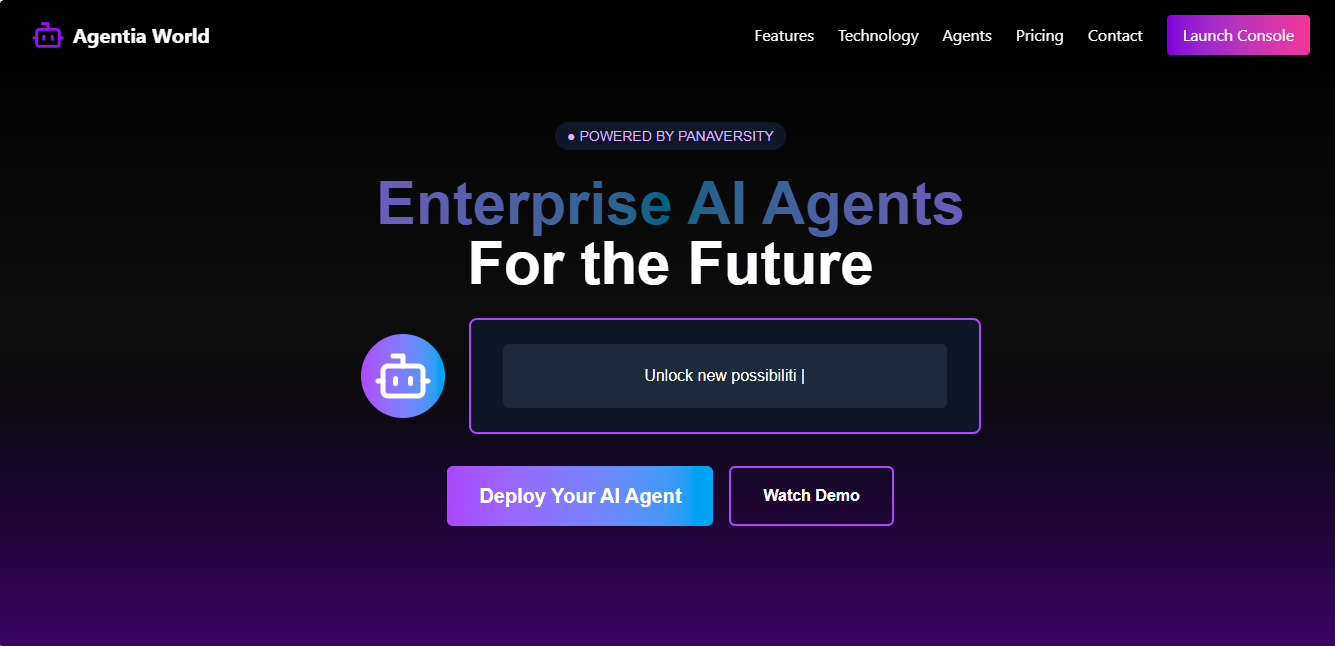 Agentia World
Features Technology Agents Pricing Contact Launch Console
● POWERED BY PANAVERSITY
Enterprise AI Agents
For the Future
Unlock new possibiliti |
Deploy Your AI Agent
Watch Demo